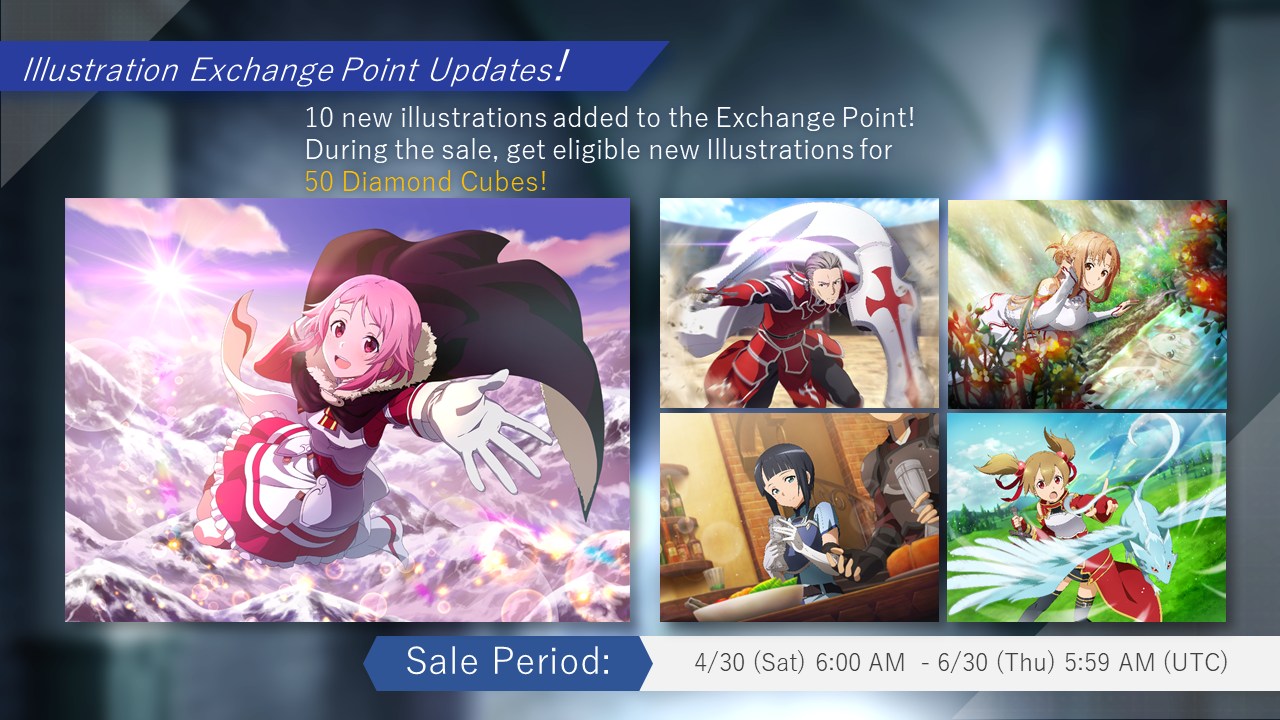 Illustration Exchange Point Updates!
10 new illustrations added to the Exchange Point!
During the sale, get eligible new Illustrations for
50 Diamond Cubes!
Sale Period:
4/30 (Sat) 6:00 AM - 6/30 (Thu) 5:59 AM (UTC)